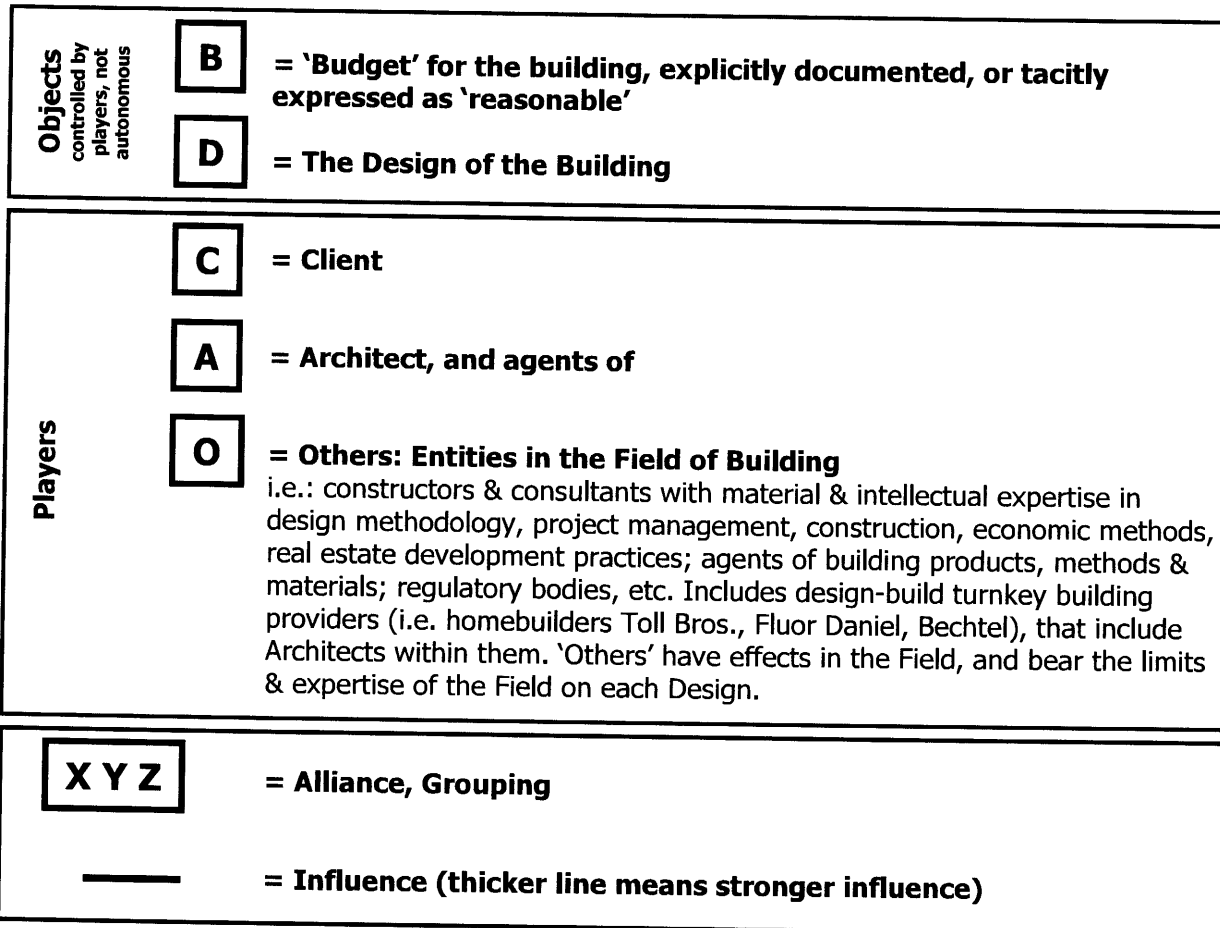 Objects
controlled by
players, not
autonomous
B
= ‘Budget’ for the building, explicitly documented, or tacitly
expressed as ‘reasonable’
D
= The Design of the Building
Players
C
= Client
A
= Architect, and agents of
O
= Others: Entities in the Field of Building
i.e.: constructors & consultants with material & intellectual expertise in
design methodology, project management, construction, economic methods,
real estate development practices; agents of building products, methods &
materials; regulatory bodies, etc. Includes design-build turnkey building
providers (i.e. homebuilders Toll Bros., Fluor Daniel, Bechtel), that include
Architects within them. ‘Others’ have effects in the Field, and bear the limits
& expertise of the Field on each Design.
X Y Z
= Alliance, Grouping
= Influence (thicker line means stronger influence)